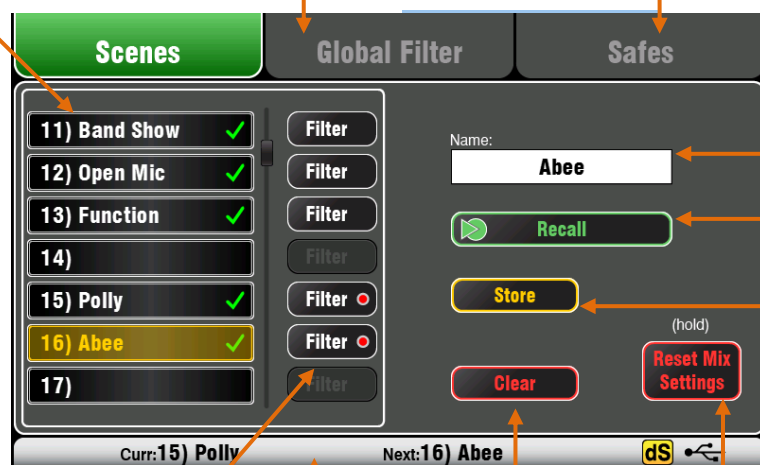 Scenes
Global Filter
Safes
11) Band Show
Filter
12) Open Mic
Filter
13) Function
Filter
14)
Filter
15) Polly
Filter
16) Abee
Filter
17)
Filter
Name:
Abee
Recall
Store
Clear
(hold)
Reset Mix
Settings
Curr:15) Polly
Next:16) Abee
dS